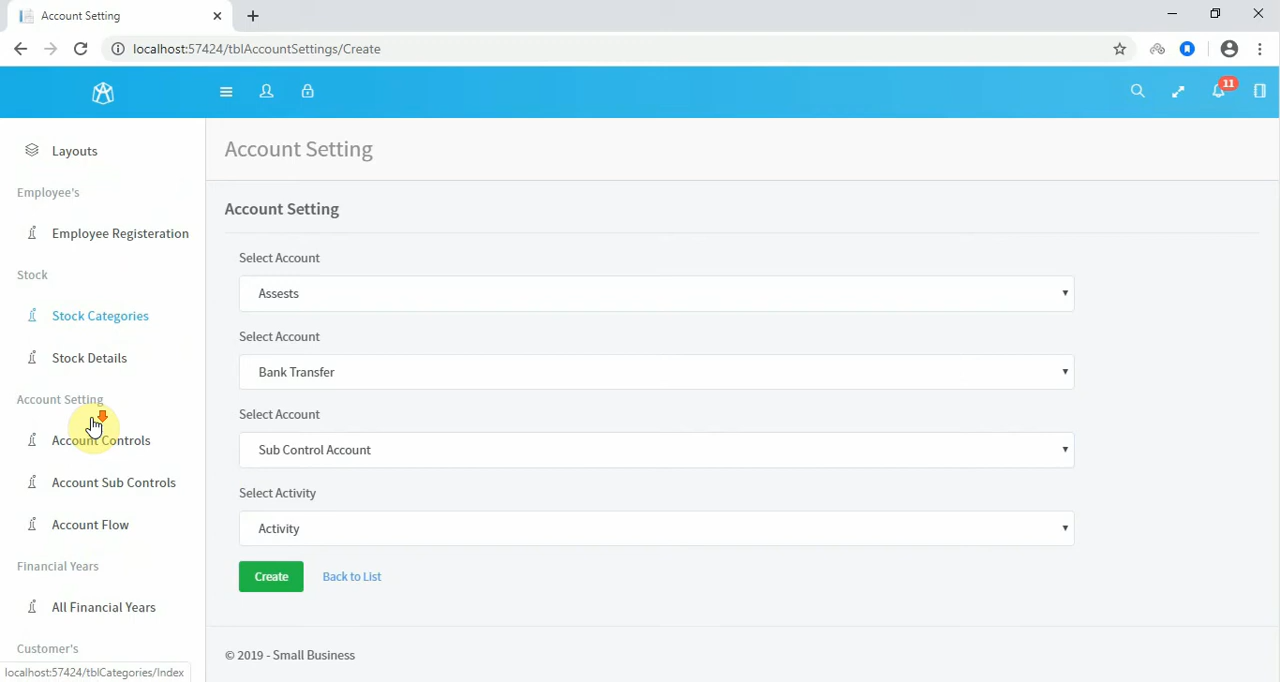 Account Setting
localhost:57424/tblAccountSettings/Create
11
Layouts
Employee's
Employee Registeration
Stock
Stock Categories
Stock Details
Account Setting
Account Controls
Account Sub Controls
Account Flow
Financial Years
All Financial Years
Customer's
localhost:57424/tblCategories/Index
Account Setting
Account Setting
Select Account
Assests
Select Account
Bank Transfer
Select Account
Sub Control Account
Select Activity
Activity
Create Back to List
© 2019 - Small Business